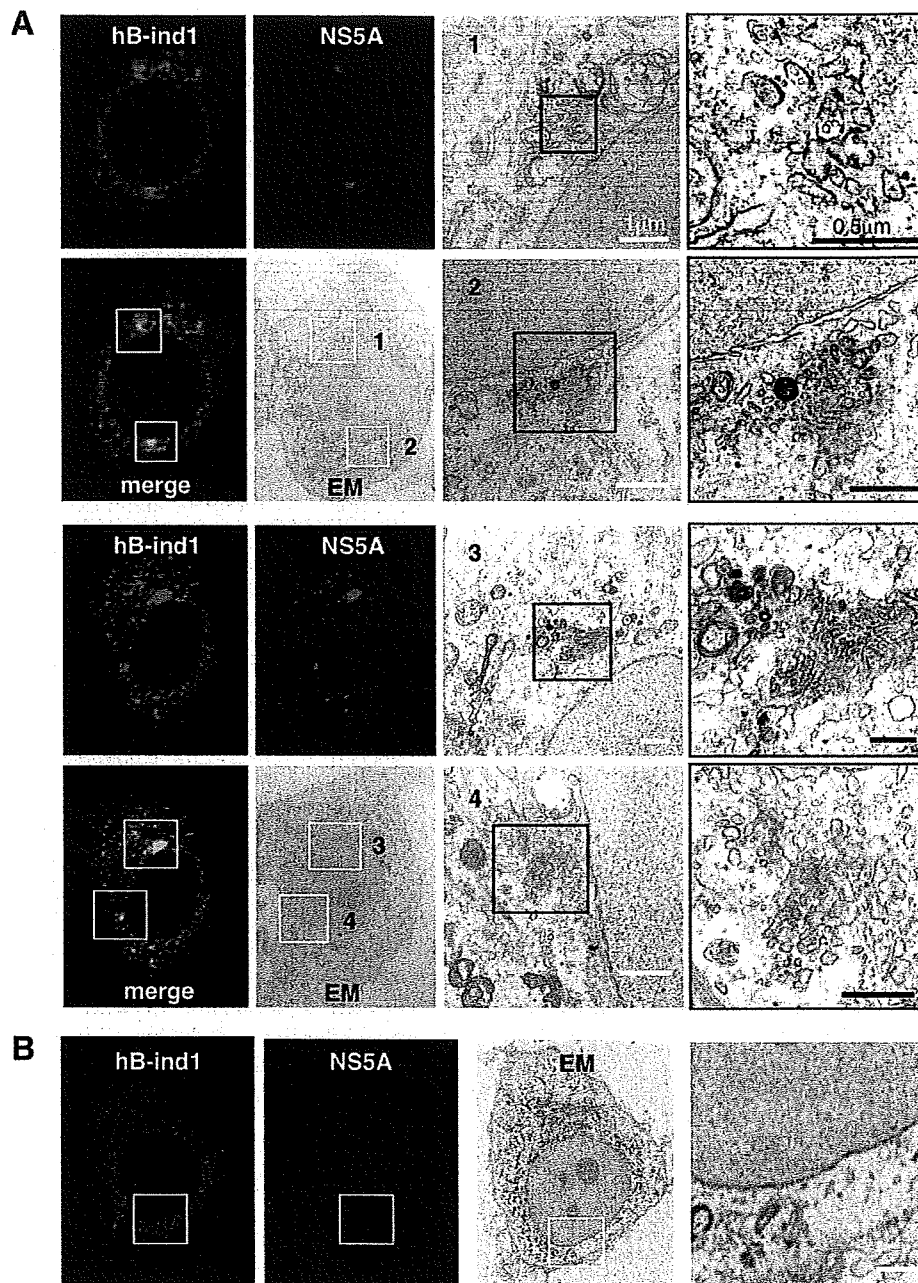 A
hB-ind1
NS5A
1
1µm
0.5µm
merge
1
2
EM
2
hB-ind1
NS5A
3
merge
3
4
EM
4
B
hB-ind1
NS5A
EM